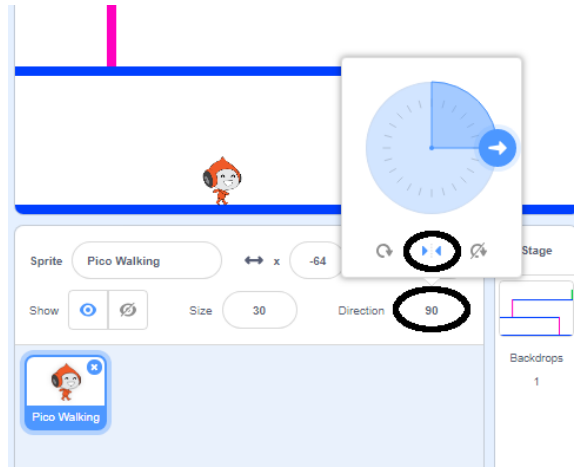 Sprite Pico Walking x -64 Stage
Show Size 30 Direction 90
Backdrops
1
Pico Walking